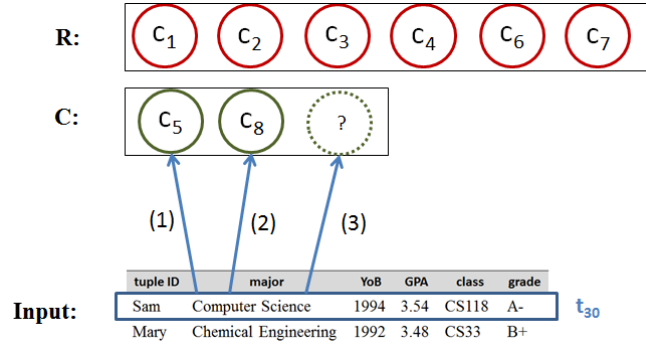 R: C1 C2 C3 C4 C6 C7
C: C5 C8 ?
(1) (2) (3)
tuple ID major YoB GPA class grade
Input: Sam Computer Science 1994 3.54 CS118 A- t30
Mary Chemical Engineering 1992 3.48 CS33 B+